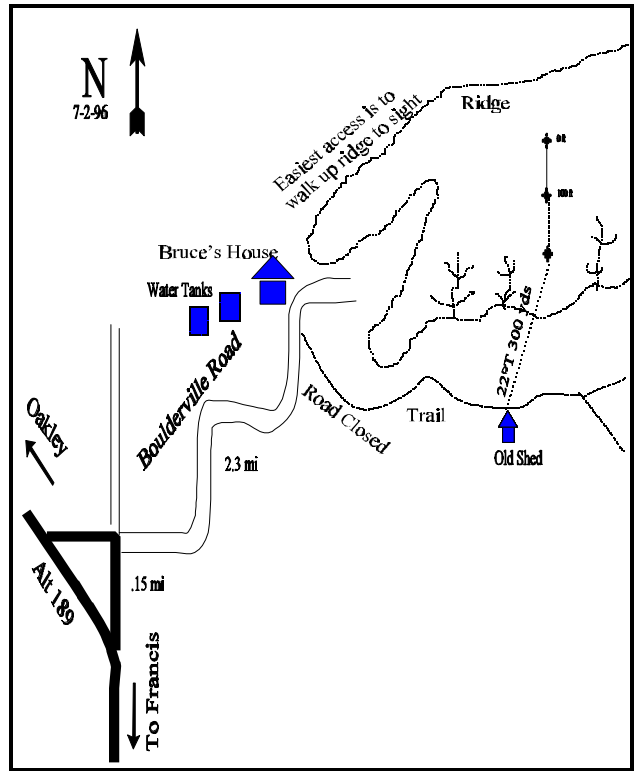 N
7-2-96
Ridge
Easiest access is to
walk up ridge to sight
Bruce's House
Water Tanks
Boulderville Road
22°T 300 yds
Road Closed
Trail
Old Shed
Oakley
2.3 mi
Alt 189
.15 mi
To Francis